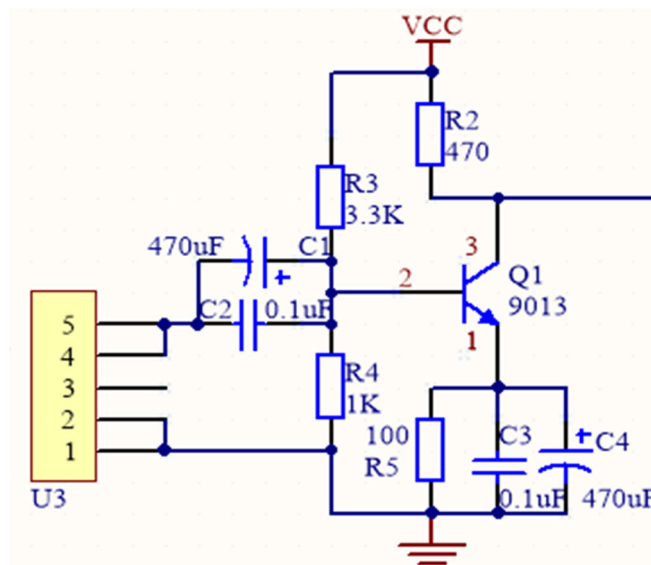 VCC
R2
470
R3
3.3K
470uF
C1
+
C2
0.1uF
3
2
Q1
9013
1
5
4
3
2
1
U3
R4
1K
100
R5
C3
0.1uF
+
C4
470uF